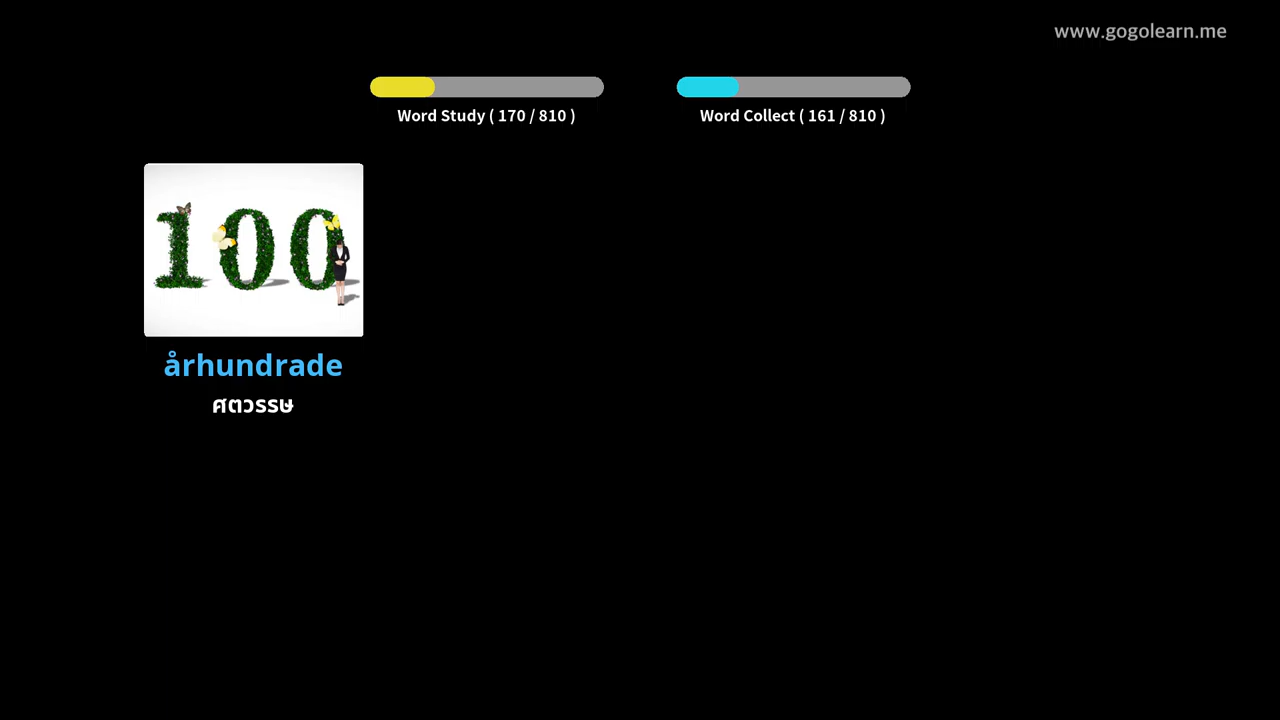 www.gogolearn.me
Word Study ( 170 / 810 )
Word Collect ( 161 / 810 )
100
århundrade
ศตวรรษ